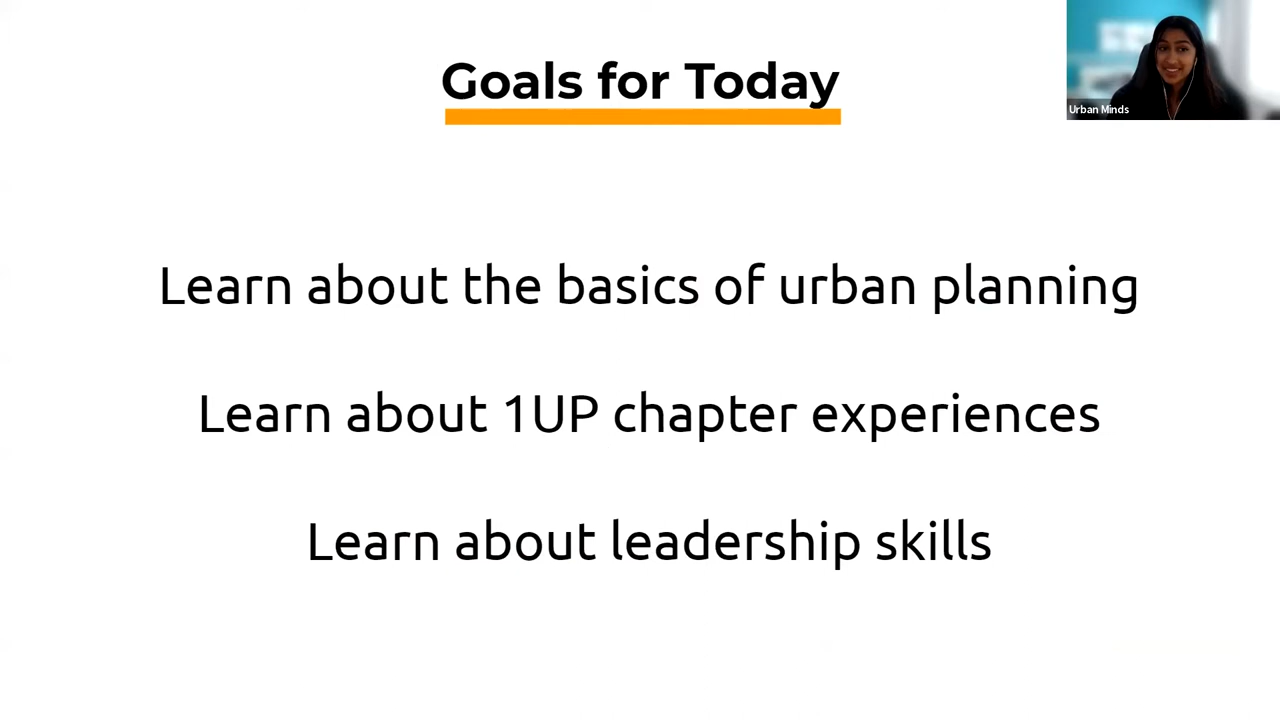 Goals for Today
Urban Minds
Learn about the basics of urban planning
Learn about 1UP chapter experiences
Learn about leadership skills